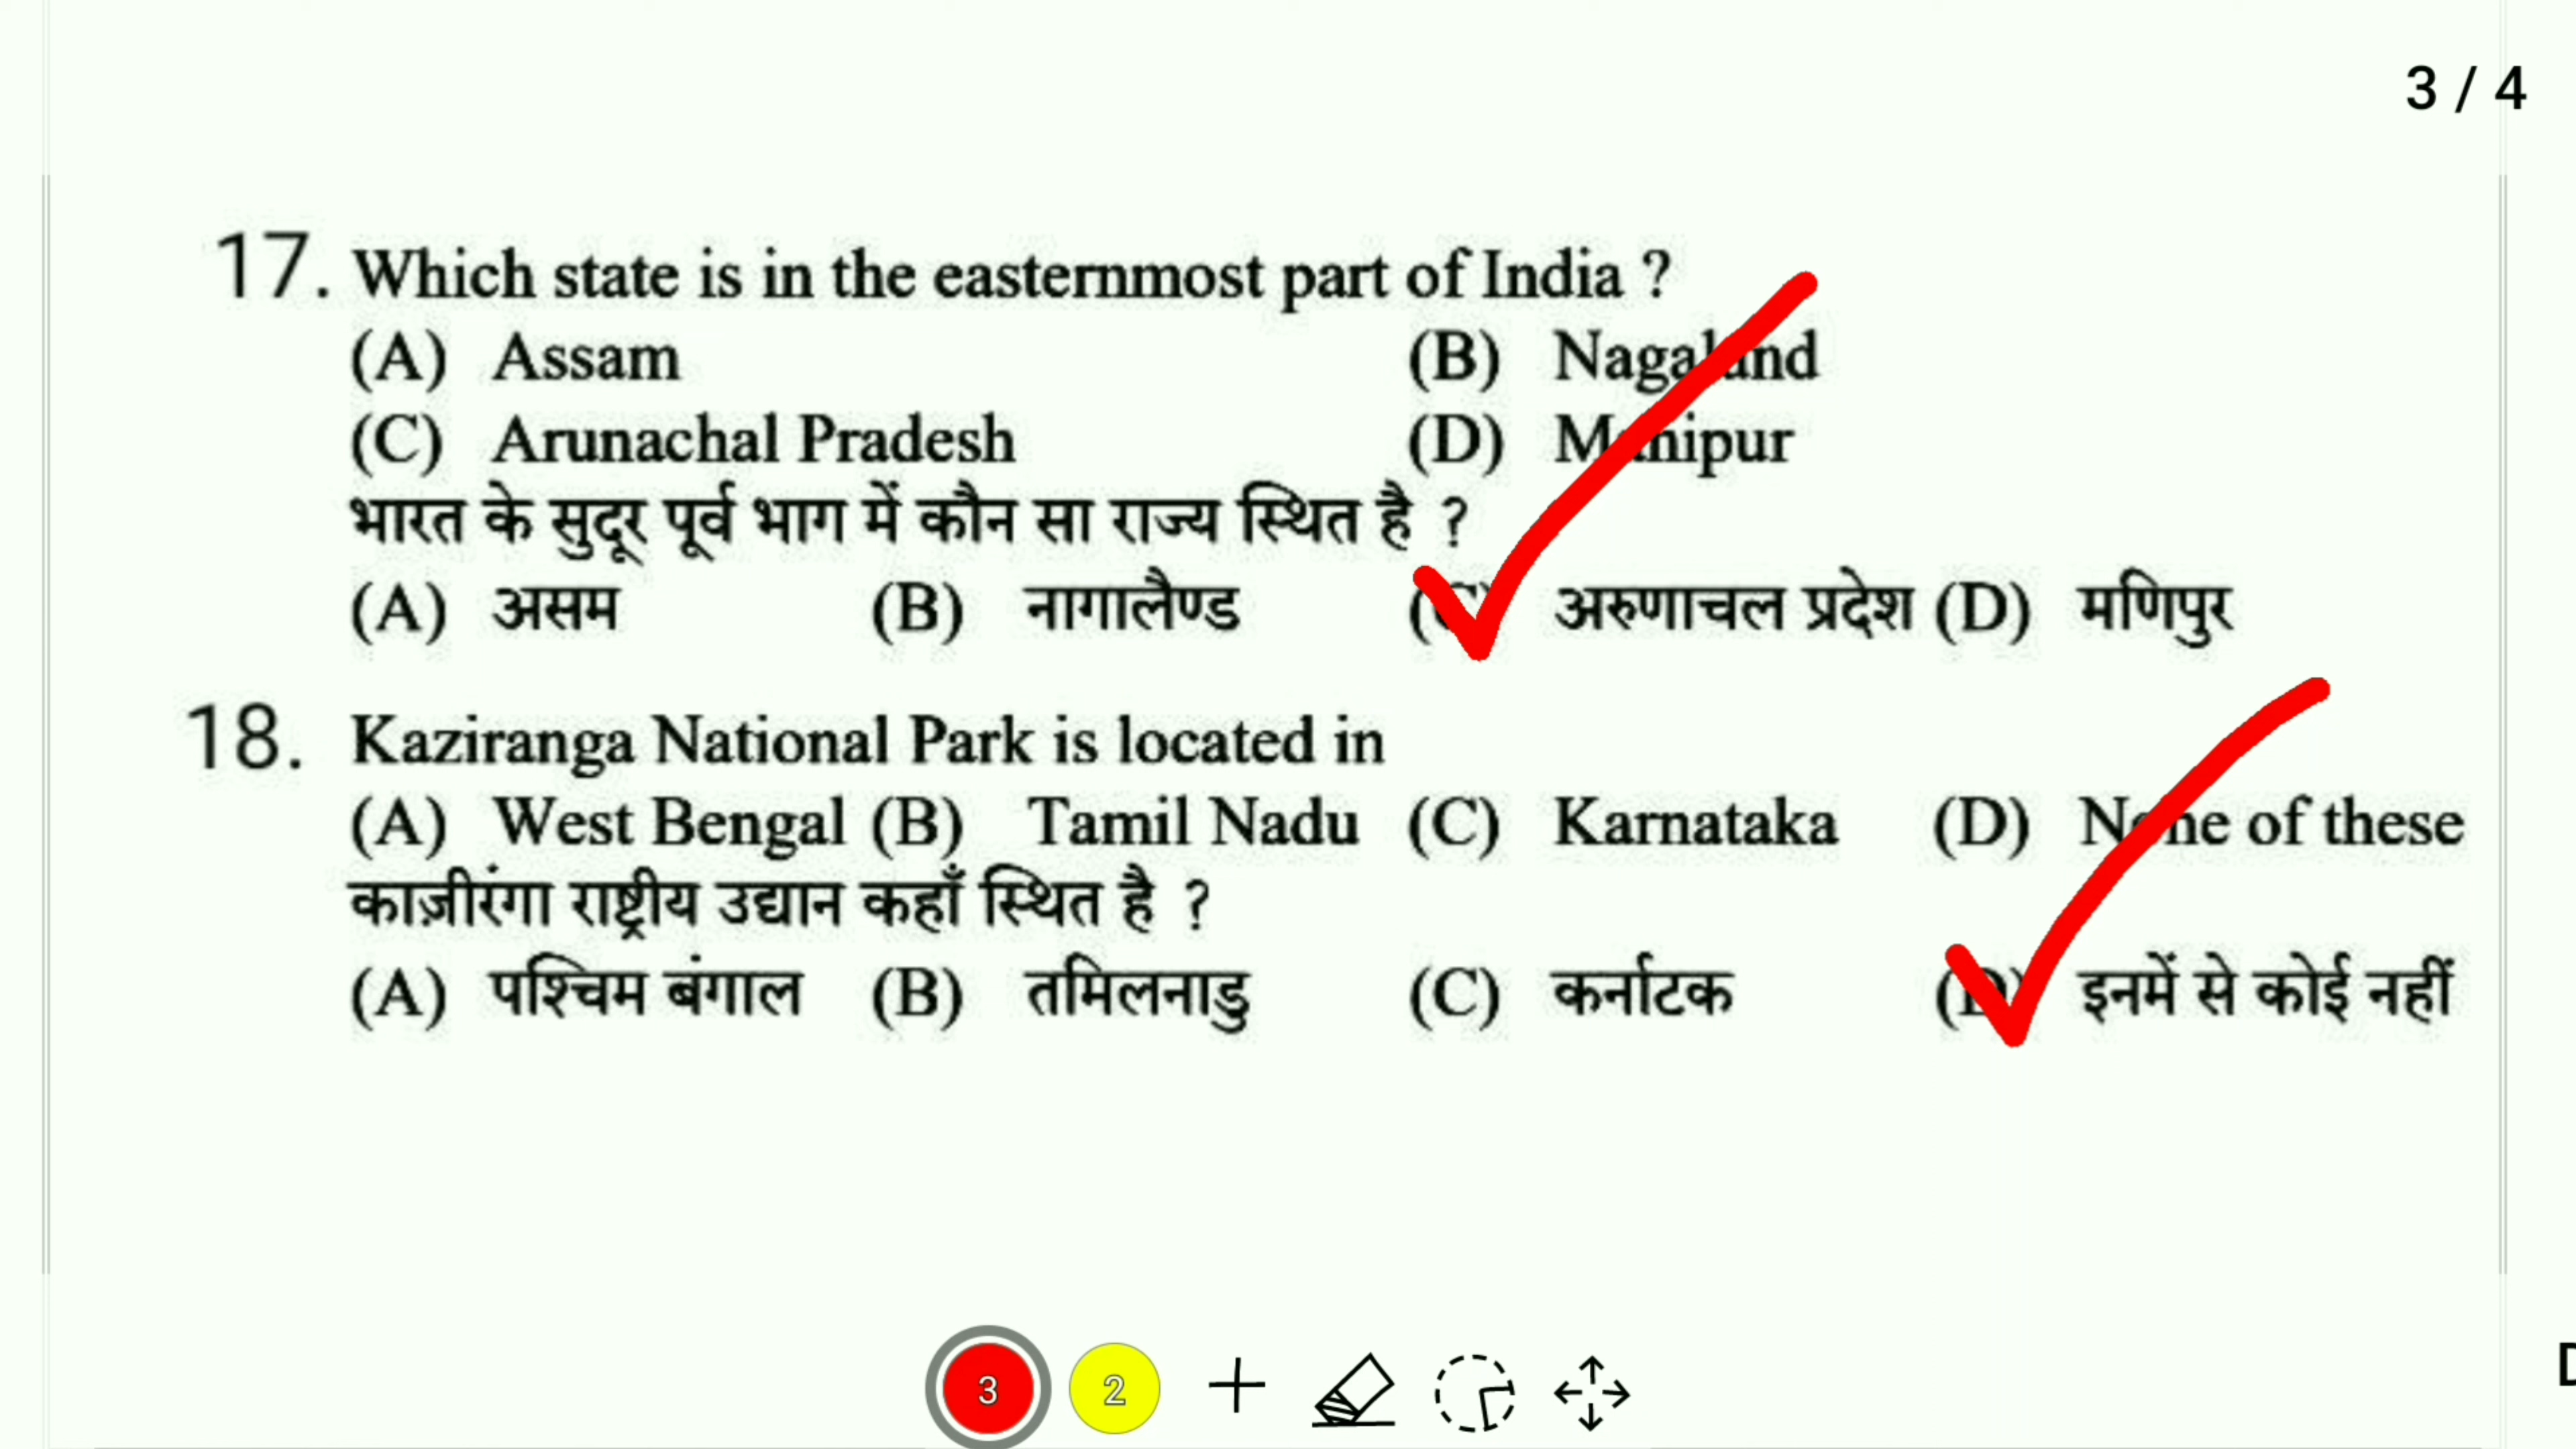 3 / 4
17. Which state is in the easternmost part of India ?
(A) Assam (B) Nagaland
(C) Arunachal Pradesh (D) Manipur
भारत के सुदूर पूर्व भाग में कौन सा राज्य स्थित है ?
(A) असम (B) नागालैण्ड (C) अरुणाचल प्रदेश (D) मणिपुर
18. Kaziranga National Park is located in
(A) West Bengal (B) Tamil Nadu (C) Karnataka (D) None of these
काज़ीरंगा राष्ट्रीय उद्यान कहाँ स्थित है ?
(A) पश्चिम बंगाल (B) तमिलनाडु (C) कर्नाटक (D) इनमें से कोई नहीं
3 2